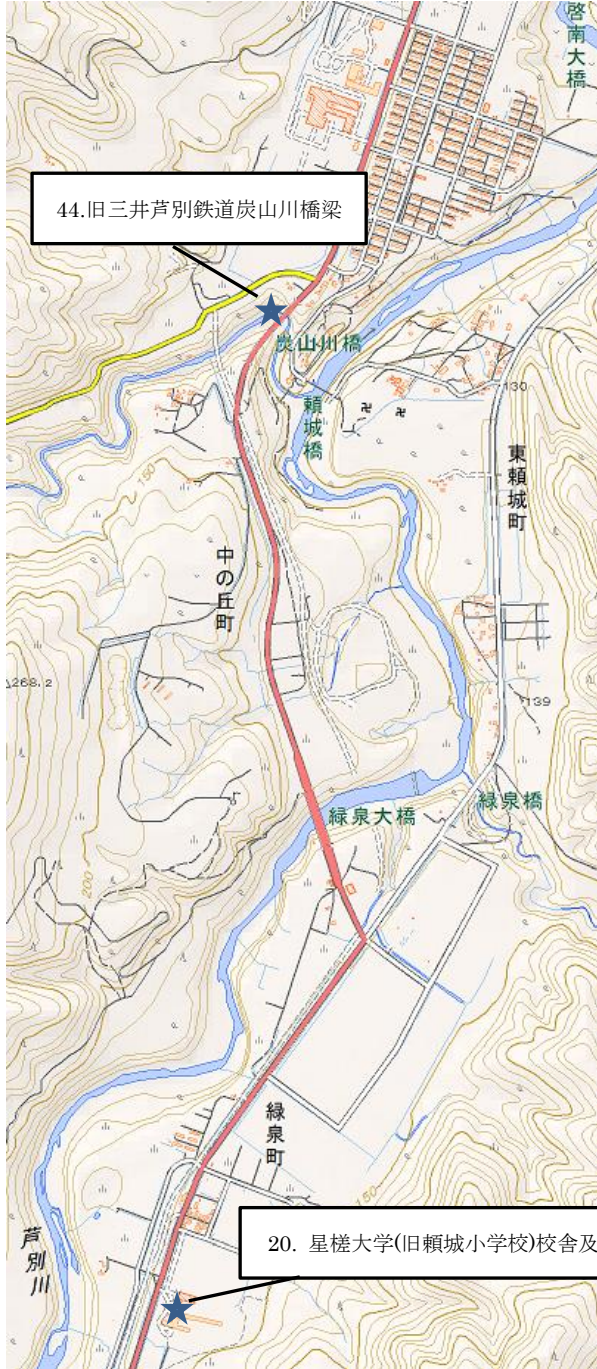 啓南大橋
44.旧三井芦別鉄道炭山川橋梁
炭山川橋
頼城橋
卍 卍
130
東頼城町
150
中の丘町
268.2
139
緑泉大橋
緑泉橋
200
緑泉町
150
芦別川
20. 星槎大学(旧頼城小学校)校舎及